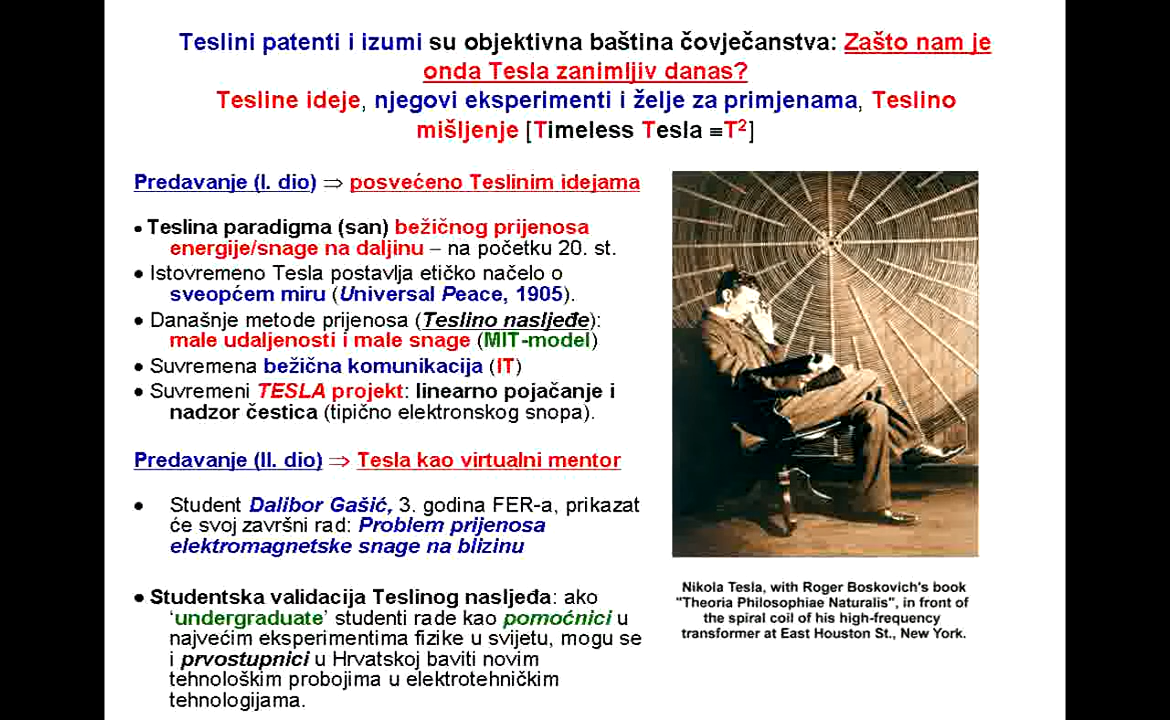 Teslini patenti i izumi su objektivna baština čovječanstva: Zašto nam je
onda Tesla zanimljiv danas?
Tesline ideje, njegovi eksperimenti i želje za primjenama, Teslino
mišljenje [Timeless Tesla ≡T²]
Predavanje (I. dio) ⇒ posvećeno Teslinim idejama
• Teslina paradigma (san) bežičnog prijenosa
energije/snage na daljinu – na početku 20. st.
• Istovremeno Tesla postavlja etičko načelo o
sveopćem miru (Universal Peace, 1905).
• Današnje metode prijenosa (Teslino nasljeđe):
male udaljenosti i male snage (MIT-model)
• Suvremena bežična komunikacija (IT)
• Suvremeni TESLA projekt: linearno pojačanje i
nadzor čestica (tipično elektronskog snopa).
Predavanje (II. dio) ⇒ Tesla kao virtualni mentor
• Student Dalibor Gašić, 3. godina FER-a, prikazat
će svoj završni rad: Problem prijenosa
elektromagnetske snage na blizinu
• Studentska validacija Teslinog nasljeđa: ako
‘undergraduate’ studenti rade kao pomoćnici u
najvećim eksperimentima fizike u svijetu, mogu se
i prvostupnici u Hrvatskoj baviti novim
tehnološkim probojima u elektrotehničkim
tehnologijama.
Nikola Tesla, with Roger Boskovich's book
"Theoria Philosophiae Naturalis", in front of
the spiral coil of his high-frequency
transformer at East Houston St., New York.